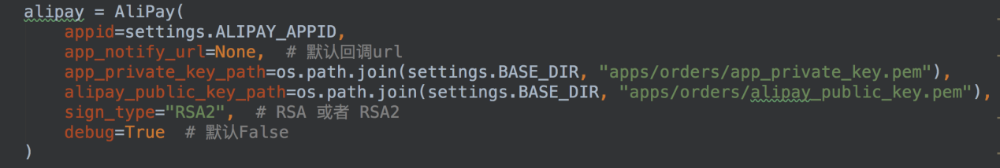 alipay = AliPay(
    appid=settings.ALIPAY_APPID,
    app_notify_url=None,  # 默认回调url
    app_private_key_path=os.path.join(settings.BASE_DIR, "apps/orders/app_private_key.pem"),
    alipay_public_key_path=os.path.join(settings.BASE_DIR, "apps/orders/alipay_public_key.pem"),
    sign_type="RSA2",  # RSA 或者 RSA2
    debug=True  # 默认False
)